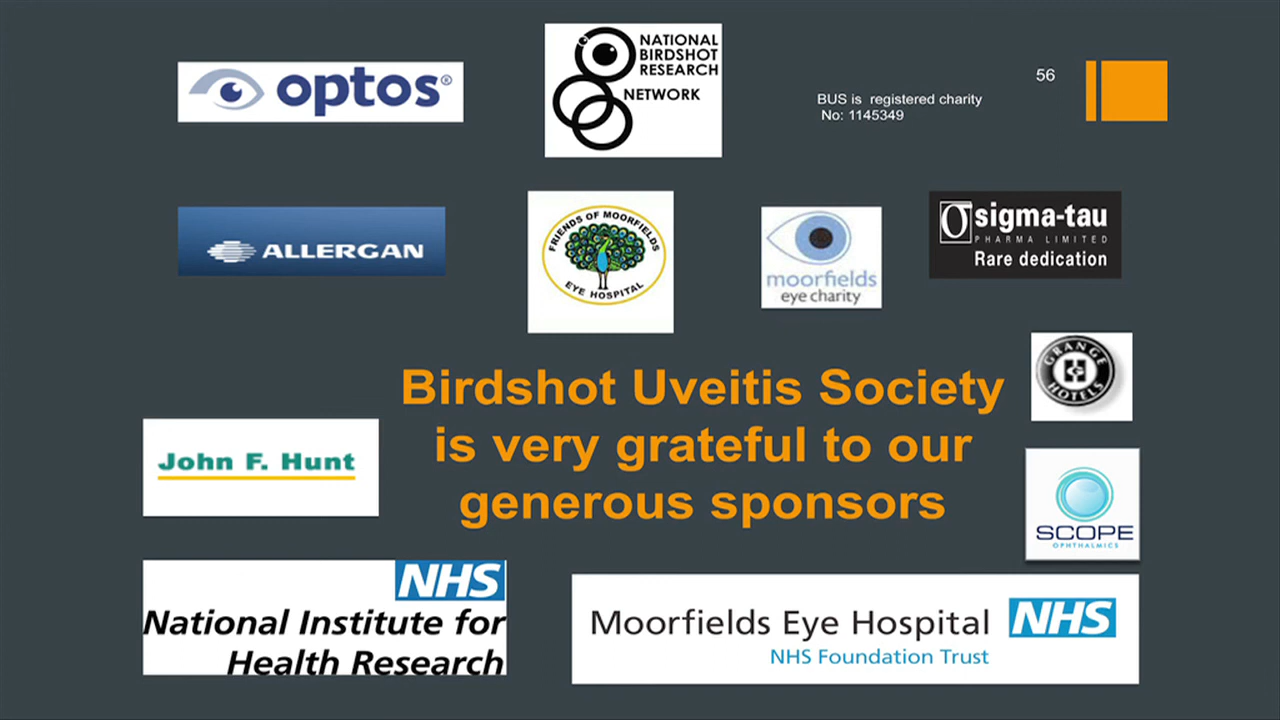 optos®
NATIONAL
BIRDSHOT
RESEARCH
NETWORK
BUS is registered charity
No: 1145349
56
ALLERGAN
FRIENDS OF MOORFIELDS
EYE HOSPITAL
moorfields
eye charity
sigma-tau
PHARMA LIMITED
Rare dedication
GRANGE
HOTELS
Birdshot Uveitis Society
is very grateful to our
generous sponsors
John F. Hunt
SCOPE
OPHTHALMICS
NHS
National Institute for
Health Research
Moorfields Eye Hospital NHS
NHS Foundation Trust